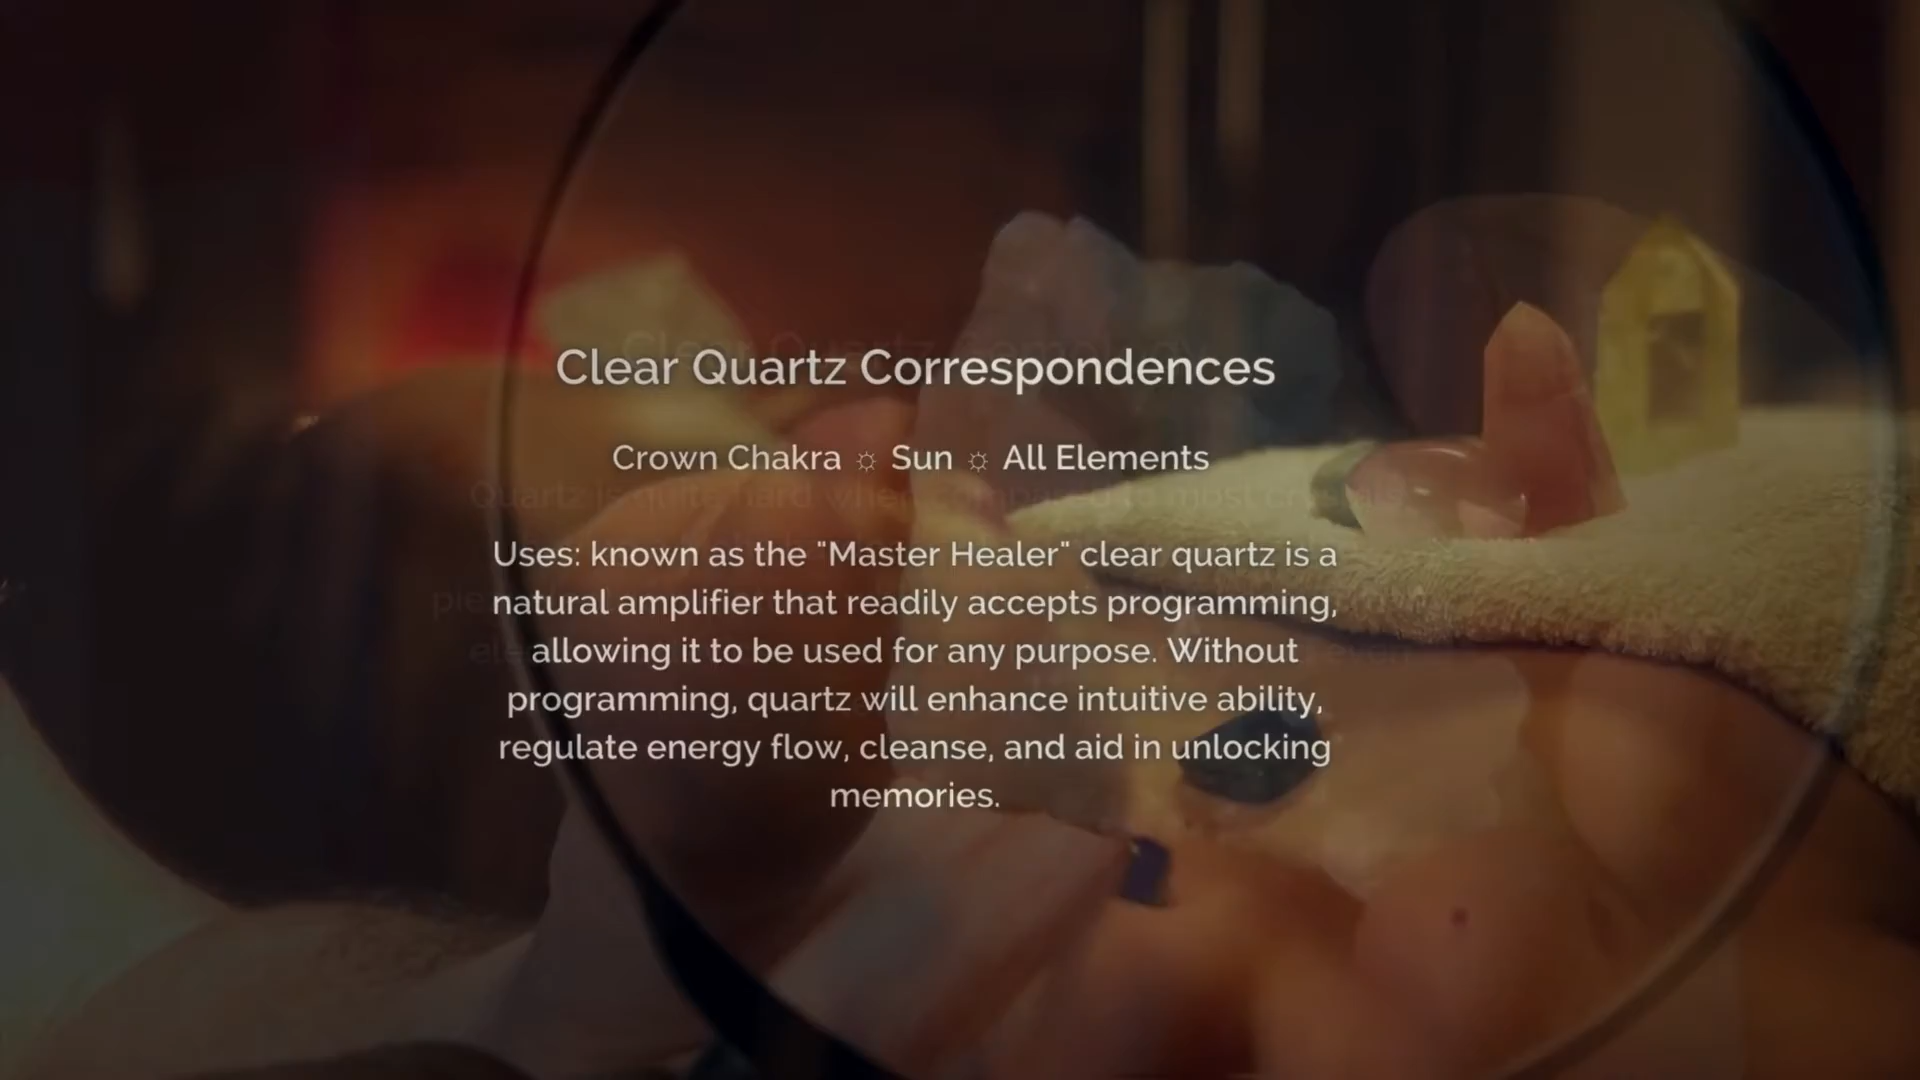 Clear Quartz Correspondences
Crown Chakra ☼ Sun ☼ All Elements
Uses: known as the "Master Healer" clear quartz is a
natural amplifier that readily accepts programming,
allowing it to be used for any purpose. Without
programming, quartz will enhance intuitive ability,
regulate energy flow, cleanse, and aid in unlocking
memories.